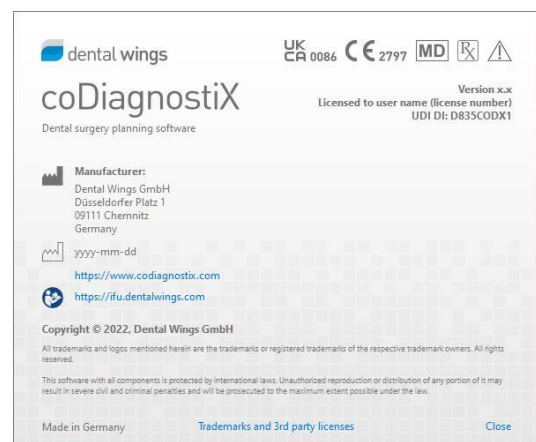 dental wings
UK
CA 0086 CE 2797 MD Rx
coDiagnostiX
Dental surgery planning software
Version x.x
Licensed to user name (license number)
UDI DI: D835CODX1
Manufacturer:
Dental Wings GmbH
Düsseldorfer Platz 1
09111 Chemnitz
Germany
yyyy-mm-dd
https://www.codiagnostix.com
https://ifu.dentalwings.com
Copyright © 2022, Dental Wings GmbH
All trademarks and logos mentioned herein are the trademarks or registered trademarks of the respective trademark owners. All rights
reserved.
This software with all components is protected by international laws. Unauthorized reproduction or distribution of any portion of it may
result in severe civil and criminal penalties and will be prosecuted to the maximum extent possible under the law.
Made in Germany Trademarks and 3rd party licenses Close